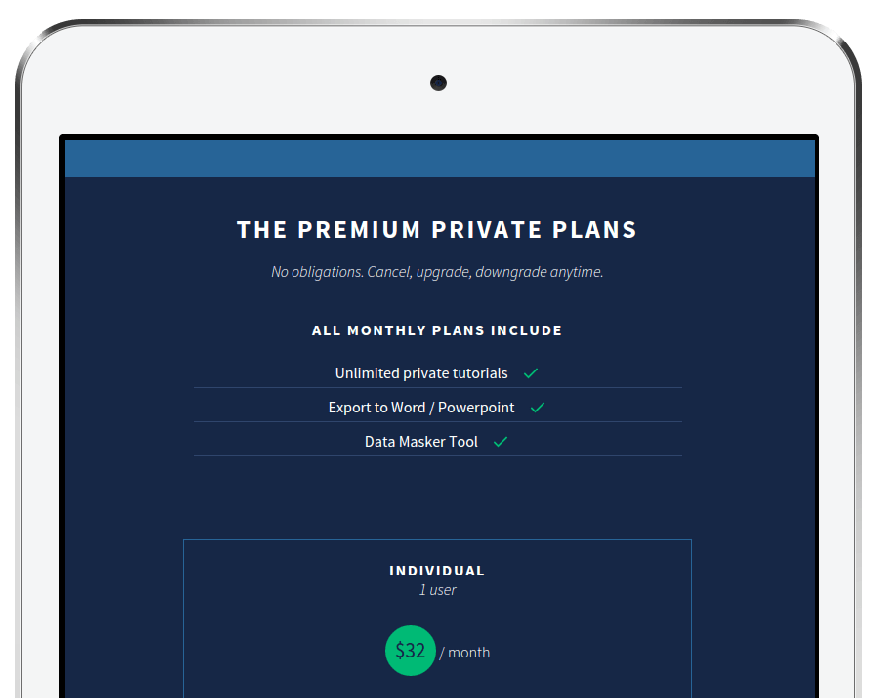 THE PREMIUM PRIVATE PLANS
No obligations. Cancel, upgrade, downgrade anytime.
ALL MONTHLY PLANS INCLUDE
Unlimited private tutorials
Export to Word / Powerpoint
Data Masker Tool
INDIVIDUAL
1 user
$32 / month